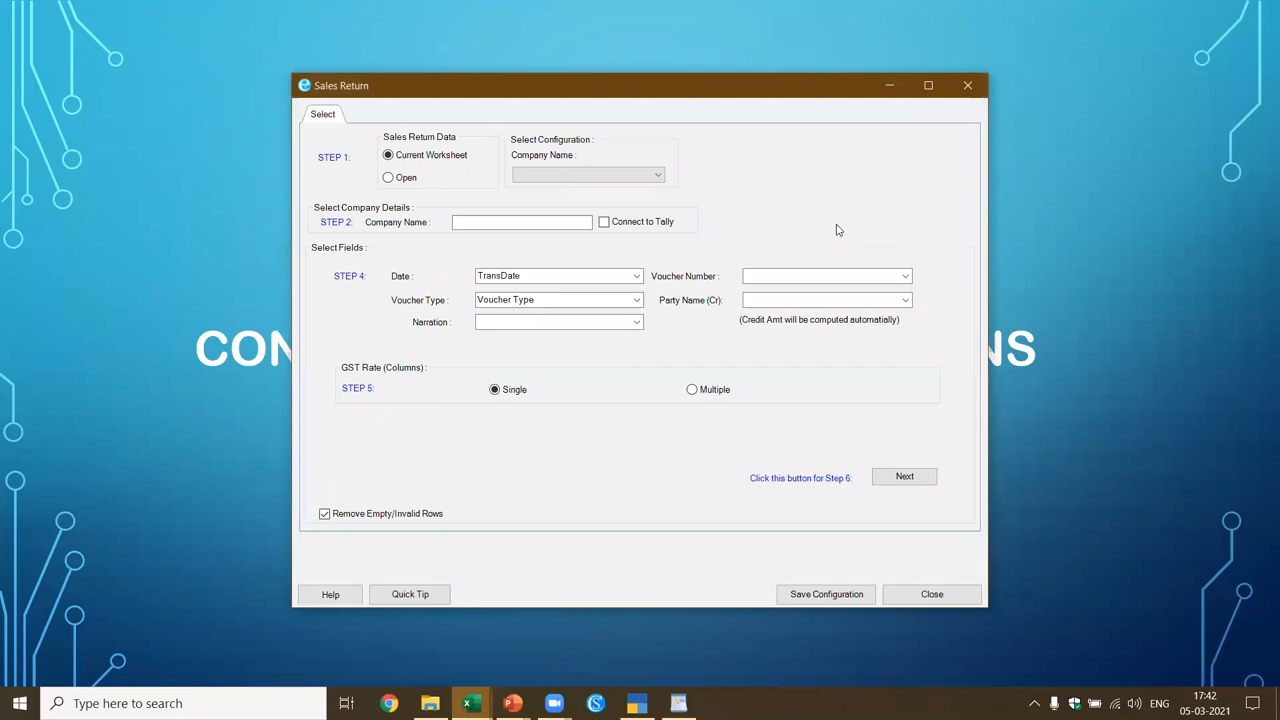 Sales Return
Select
Sales Return Data
Select Configuration :
STEP 1:
Current Worksheet
Company Name :
Open
Select Company Details :
STEP 2: Company Name : Connect to Tally
Select Fields :
STEP 4: Date : TransDate Voucher Number :
Voucher Type : Voucher Type Party Name (Cr):
Narration : (Credit Amt will be computed automatially)
CON NS
GST Rate (Columns) :
STEP 5: Single Multiple
Click this button for Step 6: Next
Remove Empty/Invalid Rows
Help Quick Tip Save Configuration Close
Type here to search
ENG
17:42
05-03-2021